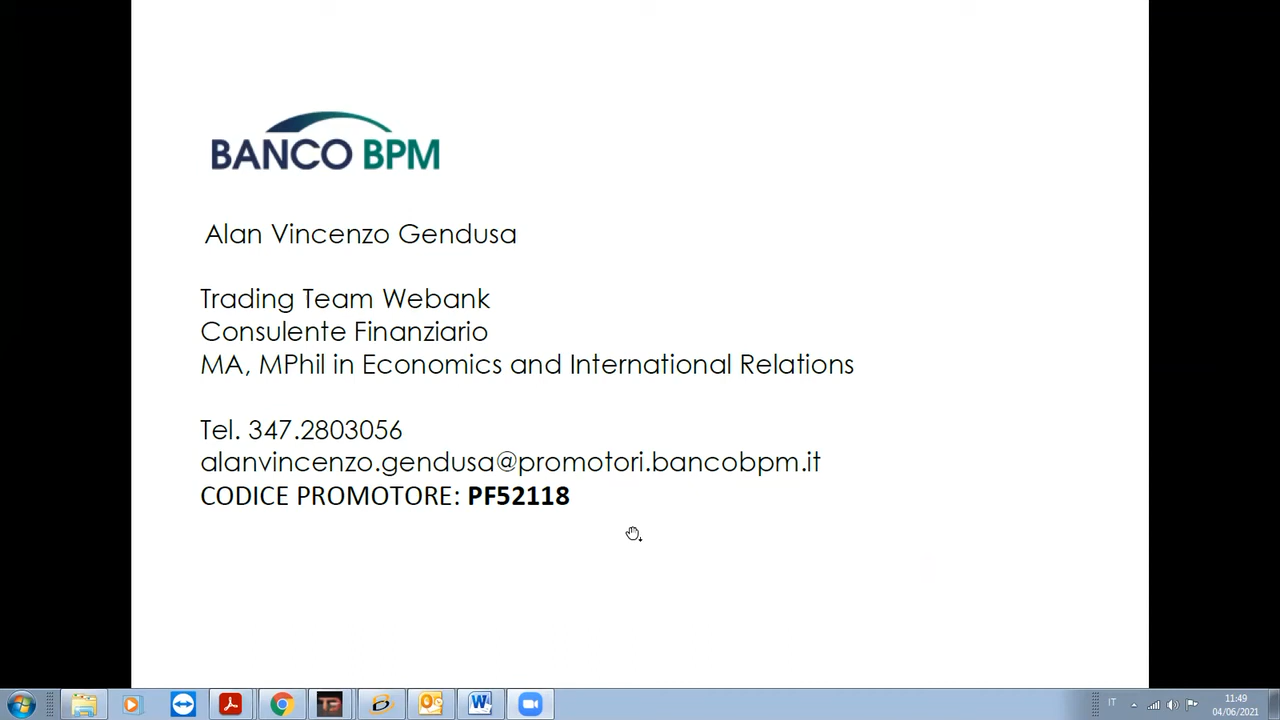 BANCO BPM
Alan Vincenzo Gendusa
Trading Team Webank
Consulente Finanziario
MA, MPhil in Economics and International Relations
Tel. 347.2803056
alanvincenzo.gendusa@promotori.bancobpm.it
CODICE PROMOTORE: PF52118
IT
11:49
04/06/2021